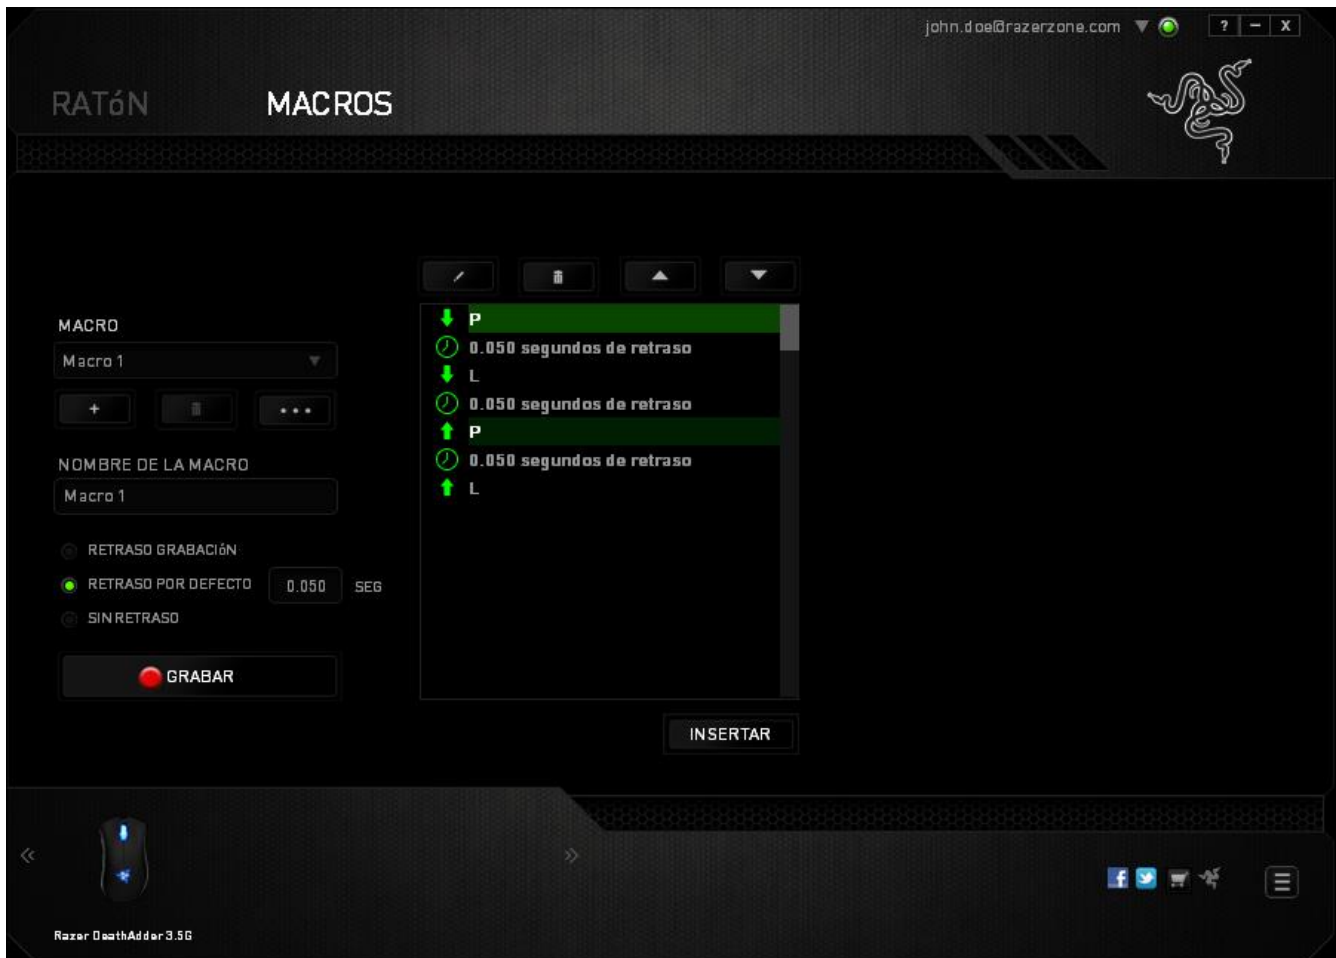 john.doe@razerzone.com
? – X
RATóN
MACROS
MACRO
Macro 1
+
NOMBRE DE LA MACRO
Macro 1
RETRASO GRABACIóN
RETRASO POR DEFECTO 0.050 SEG
SIN RETRASO
GRABAR
P
0.050 segundos de retraso
L
0.050 segundos de retraso
P
0.050 segundos de retraso
L
INSERTAR
Razer DeathAdder 3.5G